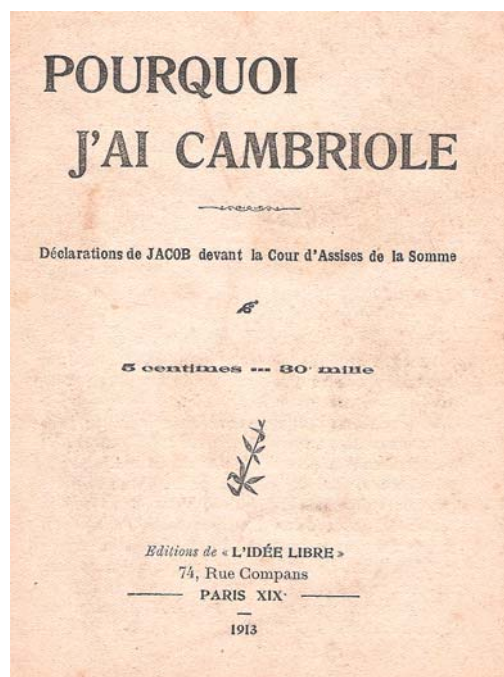 POURQUOI
J'AI CAMBRIOLE
Déclarations de JACOB devant la Cour d'Assises de la Somme
5 centimes --- 30e mille
Editions de « L'IDÉE LIBRE »
74, Rue Compans
PARIS XIXe
1913